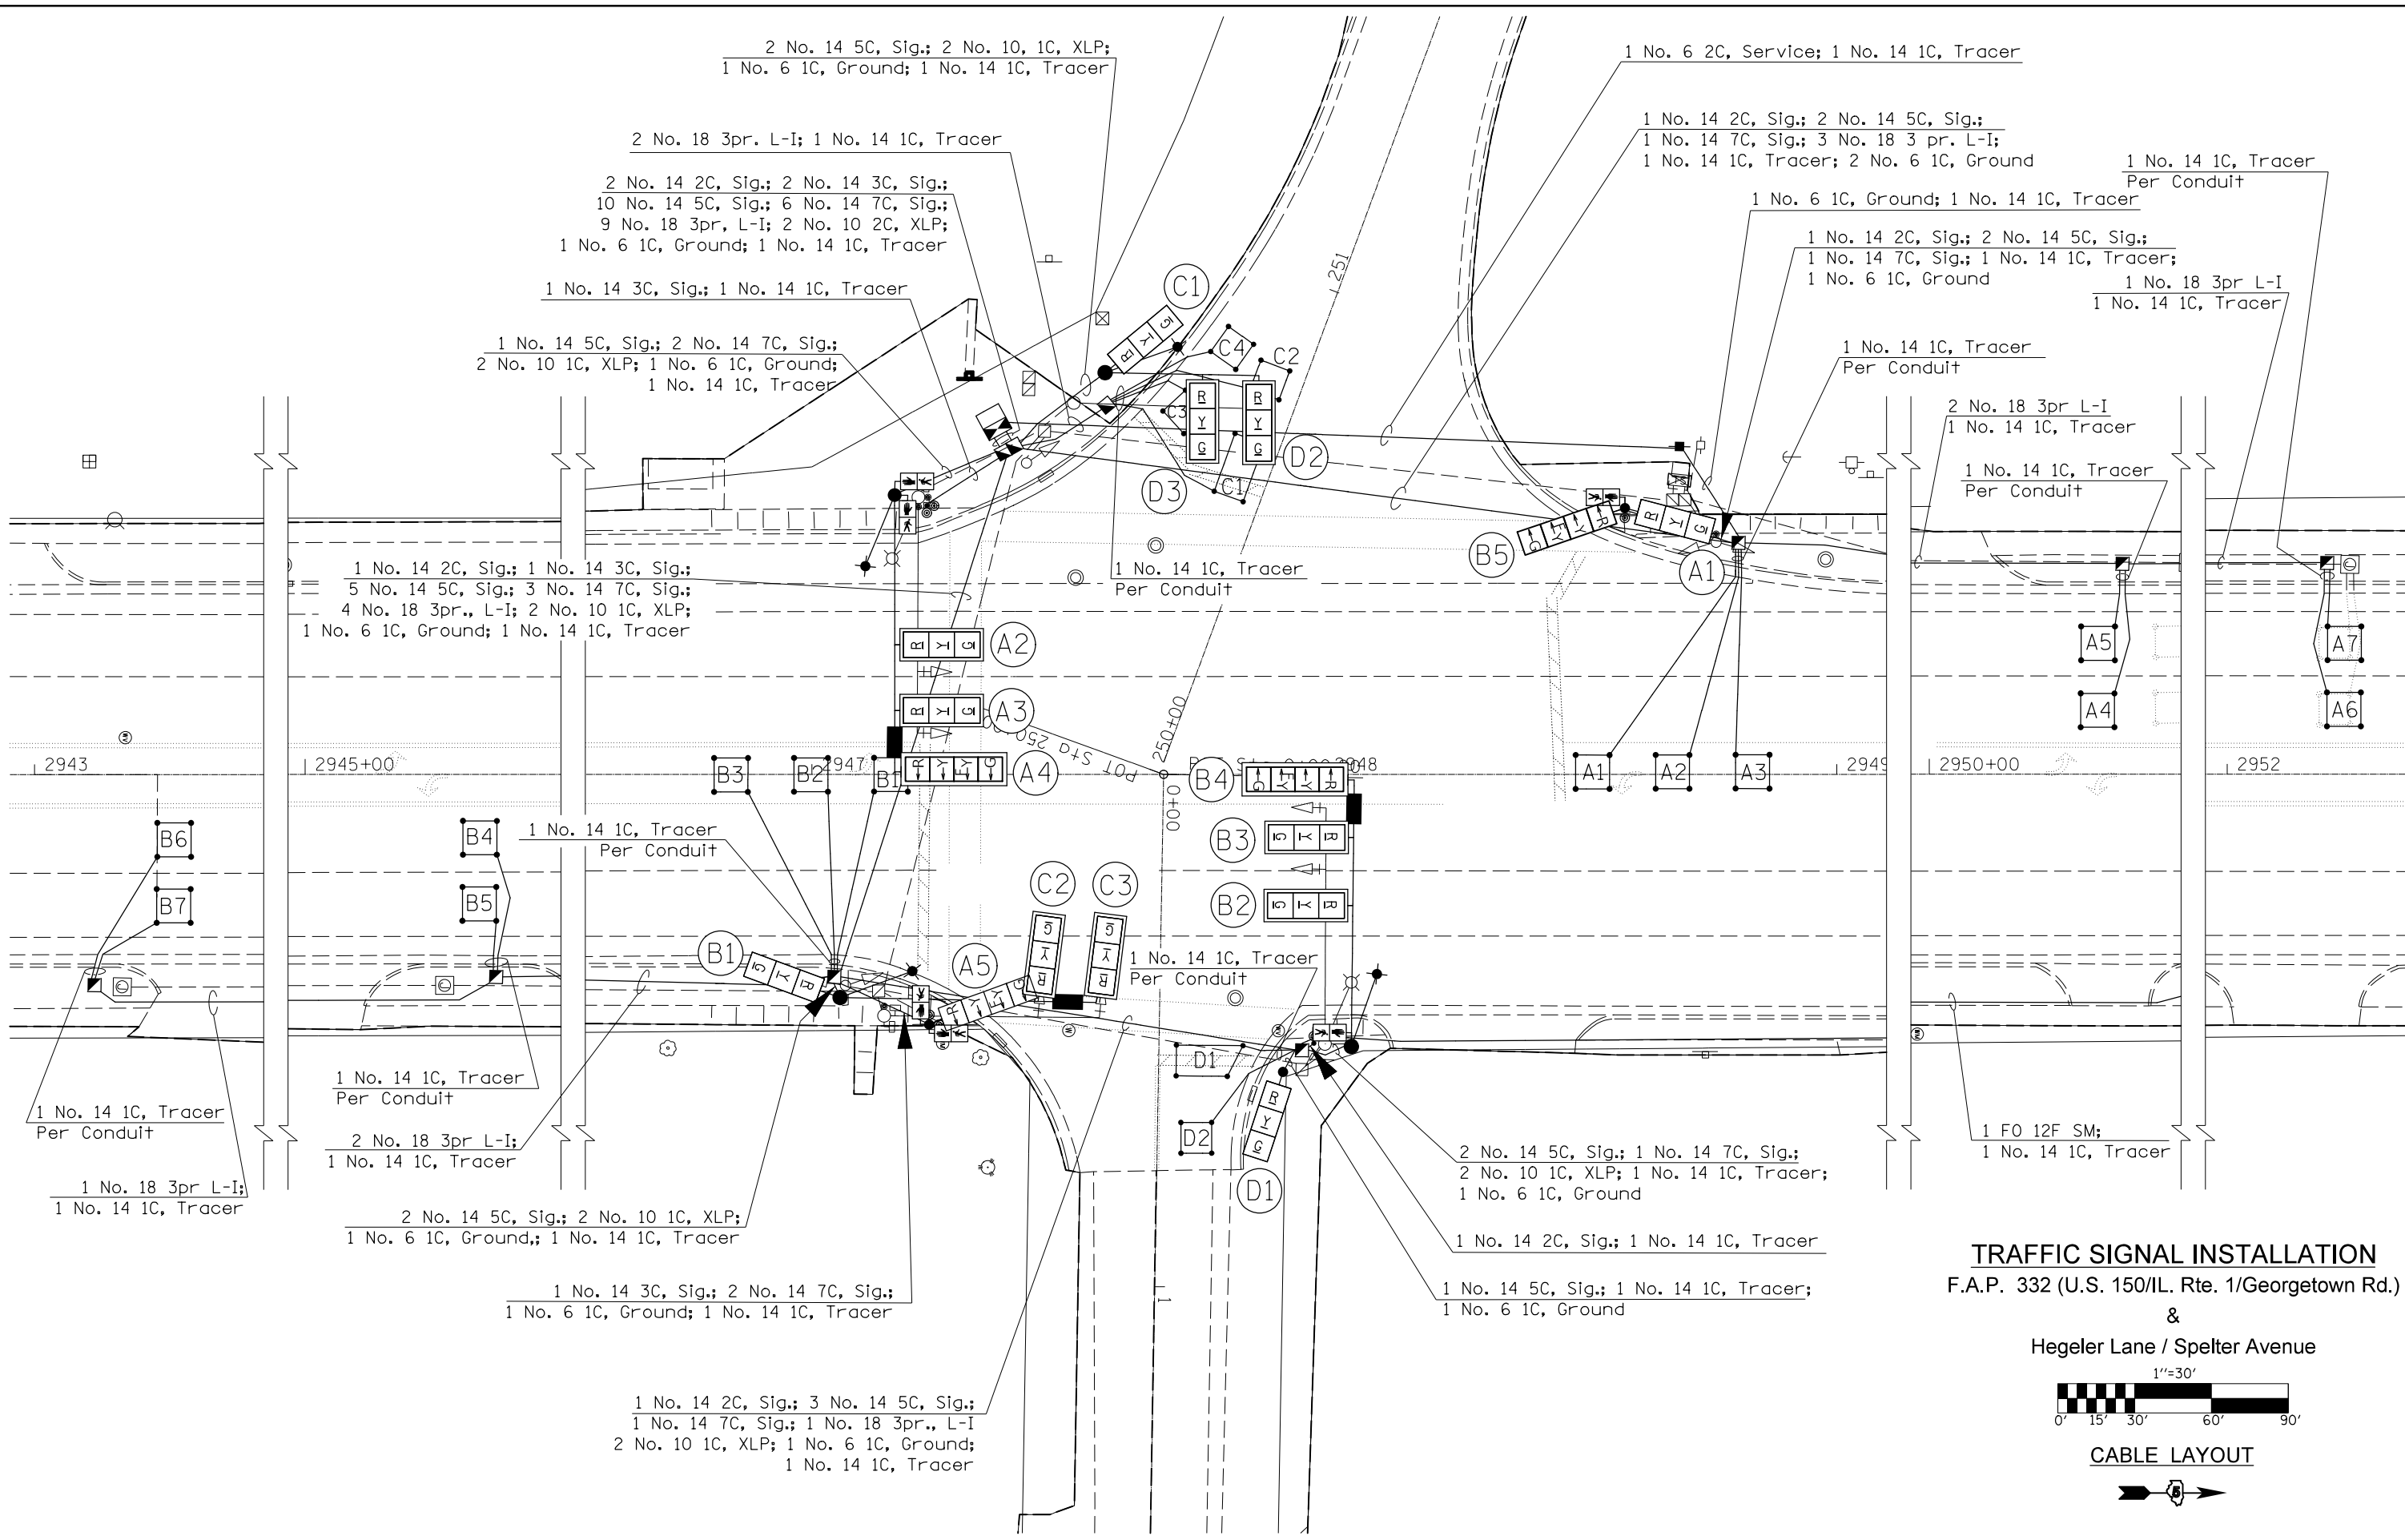 2 No. 14 5C, Sig.; 2 No. 10, 1C, XLP;
1 No. 6 1C, Ground; 1 No. 14 1C, Tracer
1 No. 6 2C, Service; 1 No. 14 1C, Tracer
2 No. 18 3pr. L-I; 1 No. 14 1C, Tracer
1 No. 14 2C, Sig.; 2 No. 14 5C, Sig.;
1 No. 14 7C, Sig.; 3 No. 18 3 pr. L-I;
1 No. 14 1C, Tracer; 2 No. 6 1C, Ground
1 No. 14 1C, Tracer
Per Conduit
2 No. 14 2C, Sig.; 2 No. 14 3C, Sig.;
10 No. 14 5C, Sig.; 6 No. 14 7C, Sig.;
9 No. 18 3pr, L-I; 2 No. 10 2C, XLP;
1 No. 6 1C, Ground; 1 No. 14 1C, Tracer
1 No. 6 1C, Ground; 1 No. 14 1C, Tracer
1 No. 14 2C, Sig.; 2 No. 14 5C, Sig.;
1 No. 14 7C, Sig.; 1 No. 14 1C, Tracer;
1 No. 6 1C, Ground
1 No. 18 3pr L-I
1 No. 14 1C, Tracer
1 No. 14 3C, Sig.; 1 No. 14 1C, Tracer
251
C1
R Y G
1 No. 14 5C, Sig.; 2 No. 14 7C, Sig.;
2 No. 10 1C, XLP; 1 No. 6 1C, Ground;
1 No. 14 1C, Tracer
C4
C2
C3
C1
R
Y
G
R
Y
G
D3
D2
1 No. 14 1C, Tracer
Per Conduit
2 No. 18 3pr L-I
1 No. 14 1C, Tracer
1 No. 14 1C, Tracer
Per Conduit
B5
G FY Y R
R Y G
A1
1 No. 14 2C, Sig.; 1 No. 14 3C, Sig.;
5 No. 14 5C, Sig.; 3 No. 14 7C, Sig.;
4 No. 18 3pr., L-I; 2 No. 10 1C, XLP;
1 No. 6 1C, Ground; 1 No. 14 1C, Tracer
1 No. 14 1C, Tracer
Per Conduit
R Y G
A2
R Y G
A3
A5
A7
A4
A6
POT Sta 250
250+00
0+00
2943
2945+00
2947
2948
2949
2950+00
2952
B3
B2
B1
R Y FY G
A4
B4
G FY Y R
A1
A2
A3
B6
B7
B4
B5
1 No. 14 1C, Tracer
Per Conduit
B3
G Y R
B2
G Y R
C2
C3
G
Y
R
G
Y
R
B1
G Y R
A5
R Y FY G
1 No. 14 1C, Tracer
Per Conduit
D1
D2
R
Y
G
D1
1 No. 14 1C, Tracer
Per Conduit
1 No. 14 1C, Tracer
Per Conduit
2 No. 18 3pr L-I;
1 No. 14 1C, Tracer
1 No. 18 3pr L-I;
1 No. 14 1C, Tracer
2 No. 14 5C, Sig.; 2 No. 10 1C, XLP;
1 No. 6 1C, Ground,; 1 No. 14 1C, Tracer
1 No. 14 3C, Sig.; 2 No. 14 7C, Sig.;
1 No. 6 1C, Ground; 1 No. 14 1C, Tracer
1 No. 14 2C, Sig.; 3 No. 14 5C, Sig.;
1 No. 14 7C, Sig.; 1 No. 18 3pr., L-I
2 No. 10 1C, XLP; 1 No. 6 1C, Ground;
1 No. 14 1C, Tracer
1
2 No. 14 5C, Sig.; 1 No. 14 7C, Sig.;
2 No. 10 1C, XLP; 1 No. 14 1C, Tracer;
1 No. 6 1C, Ground
1 No. 14 2C, Sig.; 1 No. 14 1C, Tracer
1 No. 14 5C, Sig.; 1 No. 14 1C, Tracer;
1 No. 6 1C, Ground
1 FO 12F SM;
1 No. 14 1C, Tracer
TRAFFIC SIGNAL INSTALLATION
F.A.P. 332 (U.S. 150/IL. Rte. 1/Georgetown Rd.)
&
Hegeler Lane / Spelter Avenue
1''=30'
0' 15' 30' 60' 90'
CABLE LAYOUT